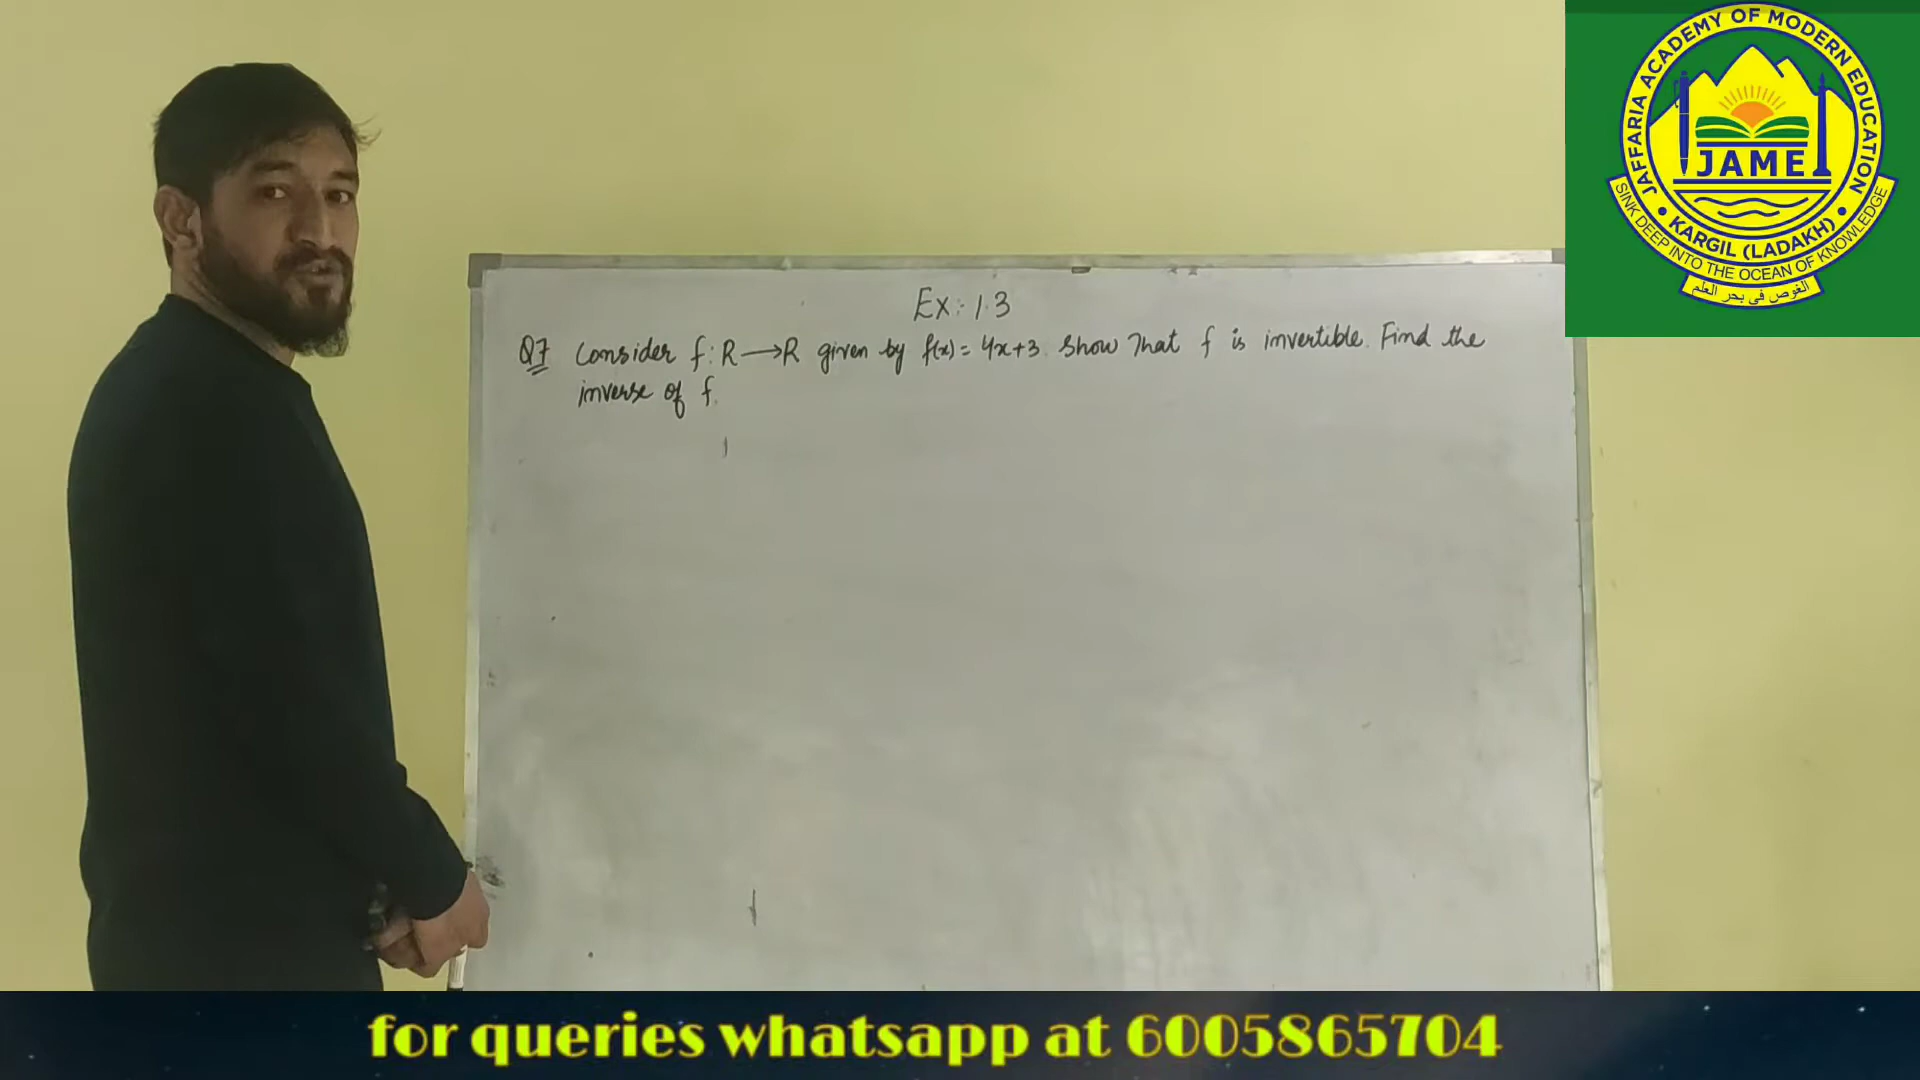 JAFFARIA ACADEMY OF MODERN EDUCATION
JAME
KARGIL (LADAKH)
SINK DEEP INTO THE OCEAN OF KNOWLEDGE
الغوص في بحر العلم
Ex: 1.3
Q7 Consider f: R → R given by f(x) = 4x+3. Show That f is invertible. Find the
inverse of f.
for queries whatsapp at 6005865704